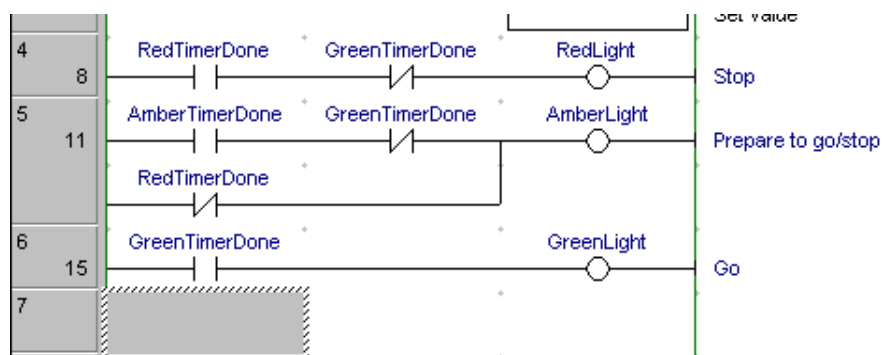 Set Value
4
RedTimerDone GreenTimerDone RedLight
8 Stop
5
AmberTimerDone GreenTimerDone AmberLight
11 Prepare to go/stop
RedTimerDone
6
GreenTimerDone GreenLight
15 Go
7